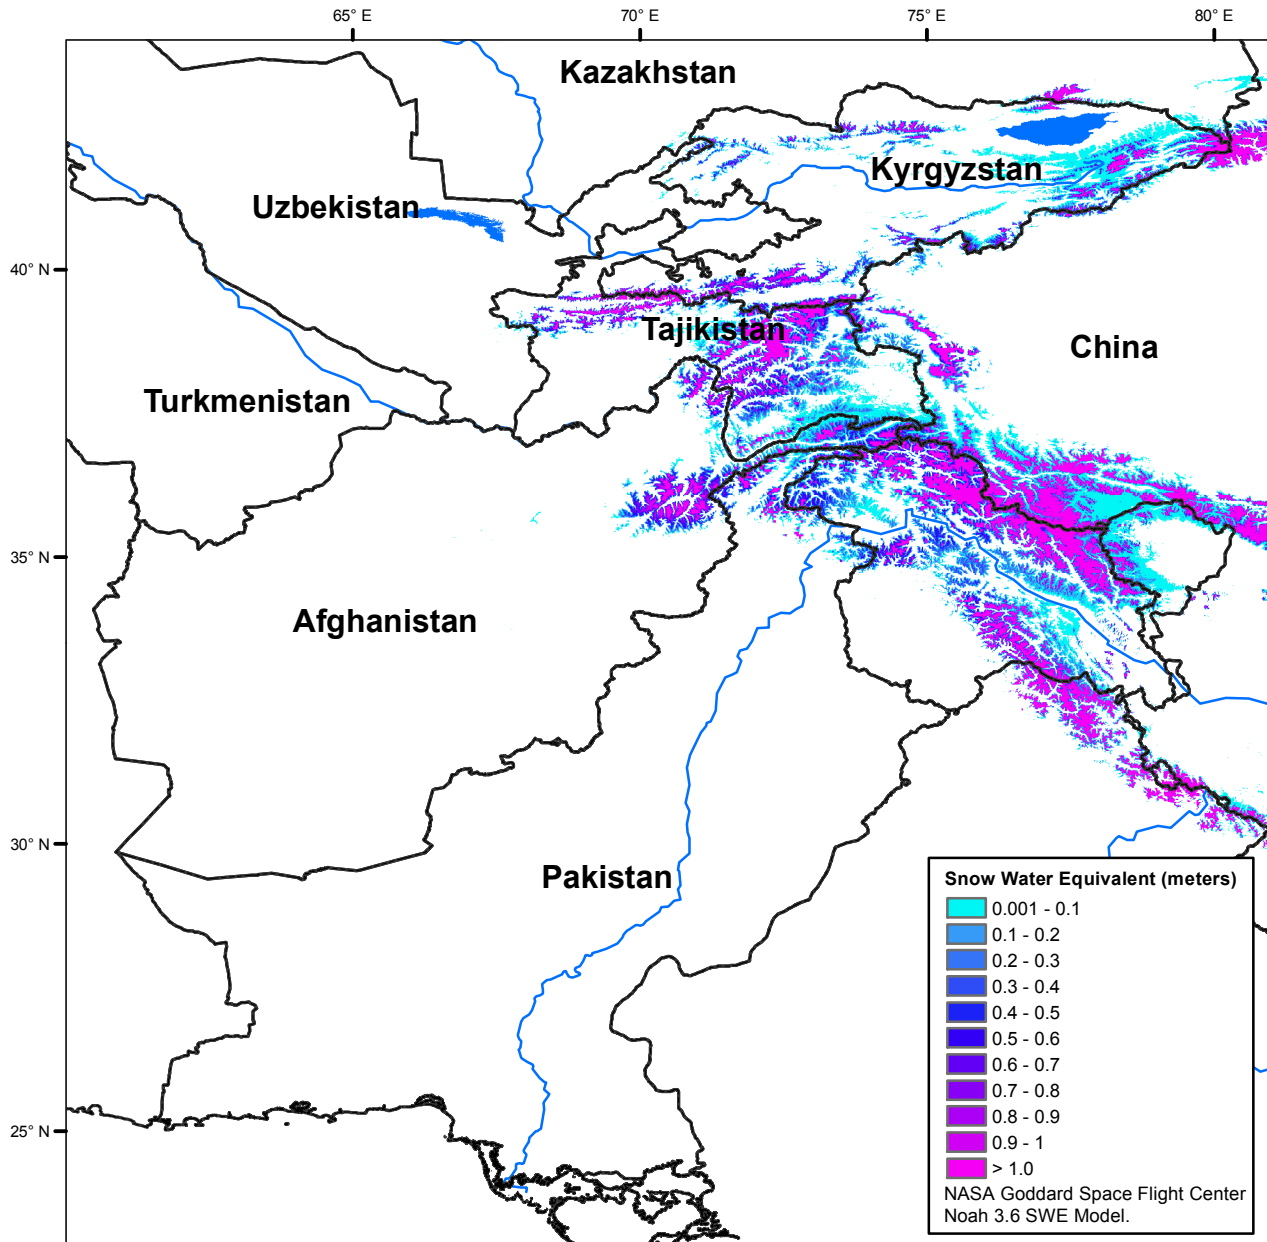 65° E
70° E
75° E
80° E
Kazakhstan
Kyrgyzstan
Uzbekistan
40° N
Tajikistan
China
Turkmenistan
35° N
Afghanistan
30° N
Pakistan
25° N
Snow Water Equivalent (meters)
0.001 - 0.1
0.1 - 0.2
0.2 - 0.3
0.3 - 0.4
0.4 - 0.5
0.5 - 0.6
0.6 - 0.7
0.7 - 0.8
0.8 - 0.9
0.9 - 1
> 1.0
NASA Goddard Space Flight Center
Noah 3.6 SWE Model.